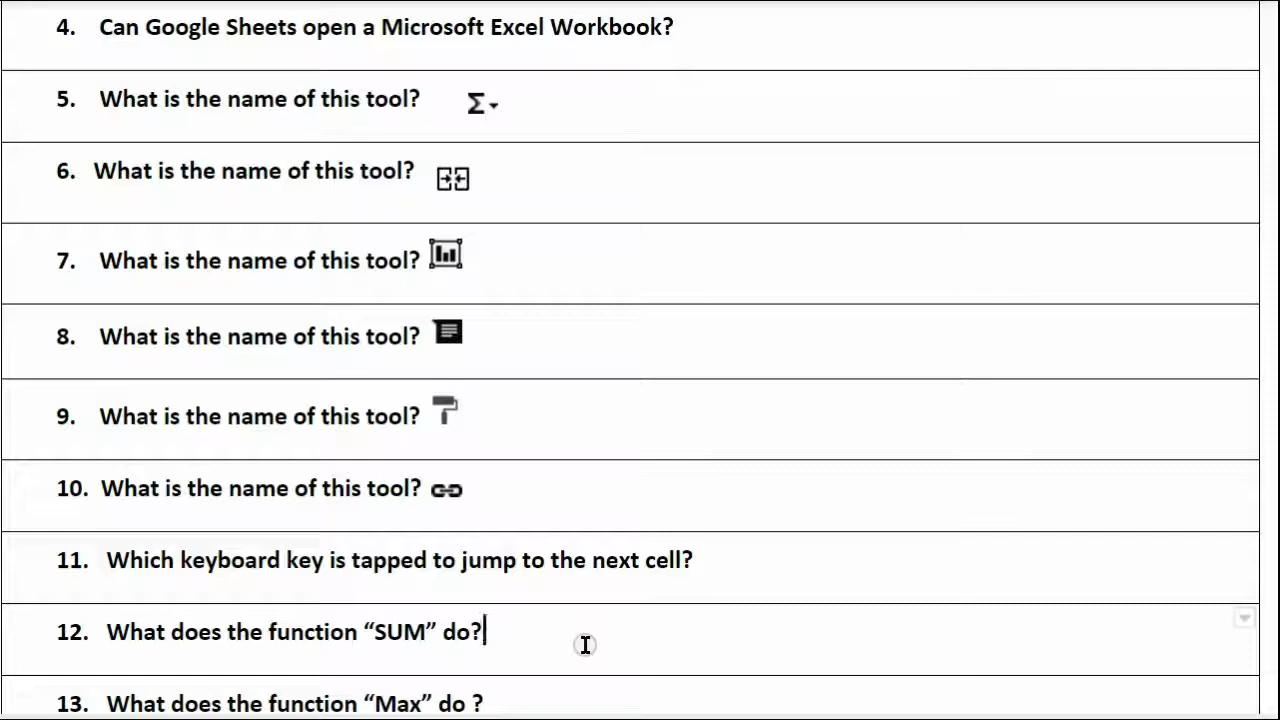 4. Can Google Sheets open a Microsoft Excel Workbook?
5. What is the name of this tool? Σ
6. What is the name of this tool?
7. What is the name of this tool?
8. What is the name of this tool?
9. What is the name of this tool?
10. What is the name of this tool?
11. Which keyboard key is tapped to jump to the next cell?
12. What does the function “SUM” do?
13. What does the function “Max” do ?